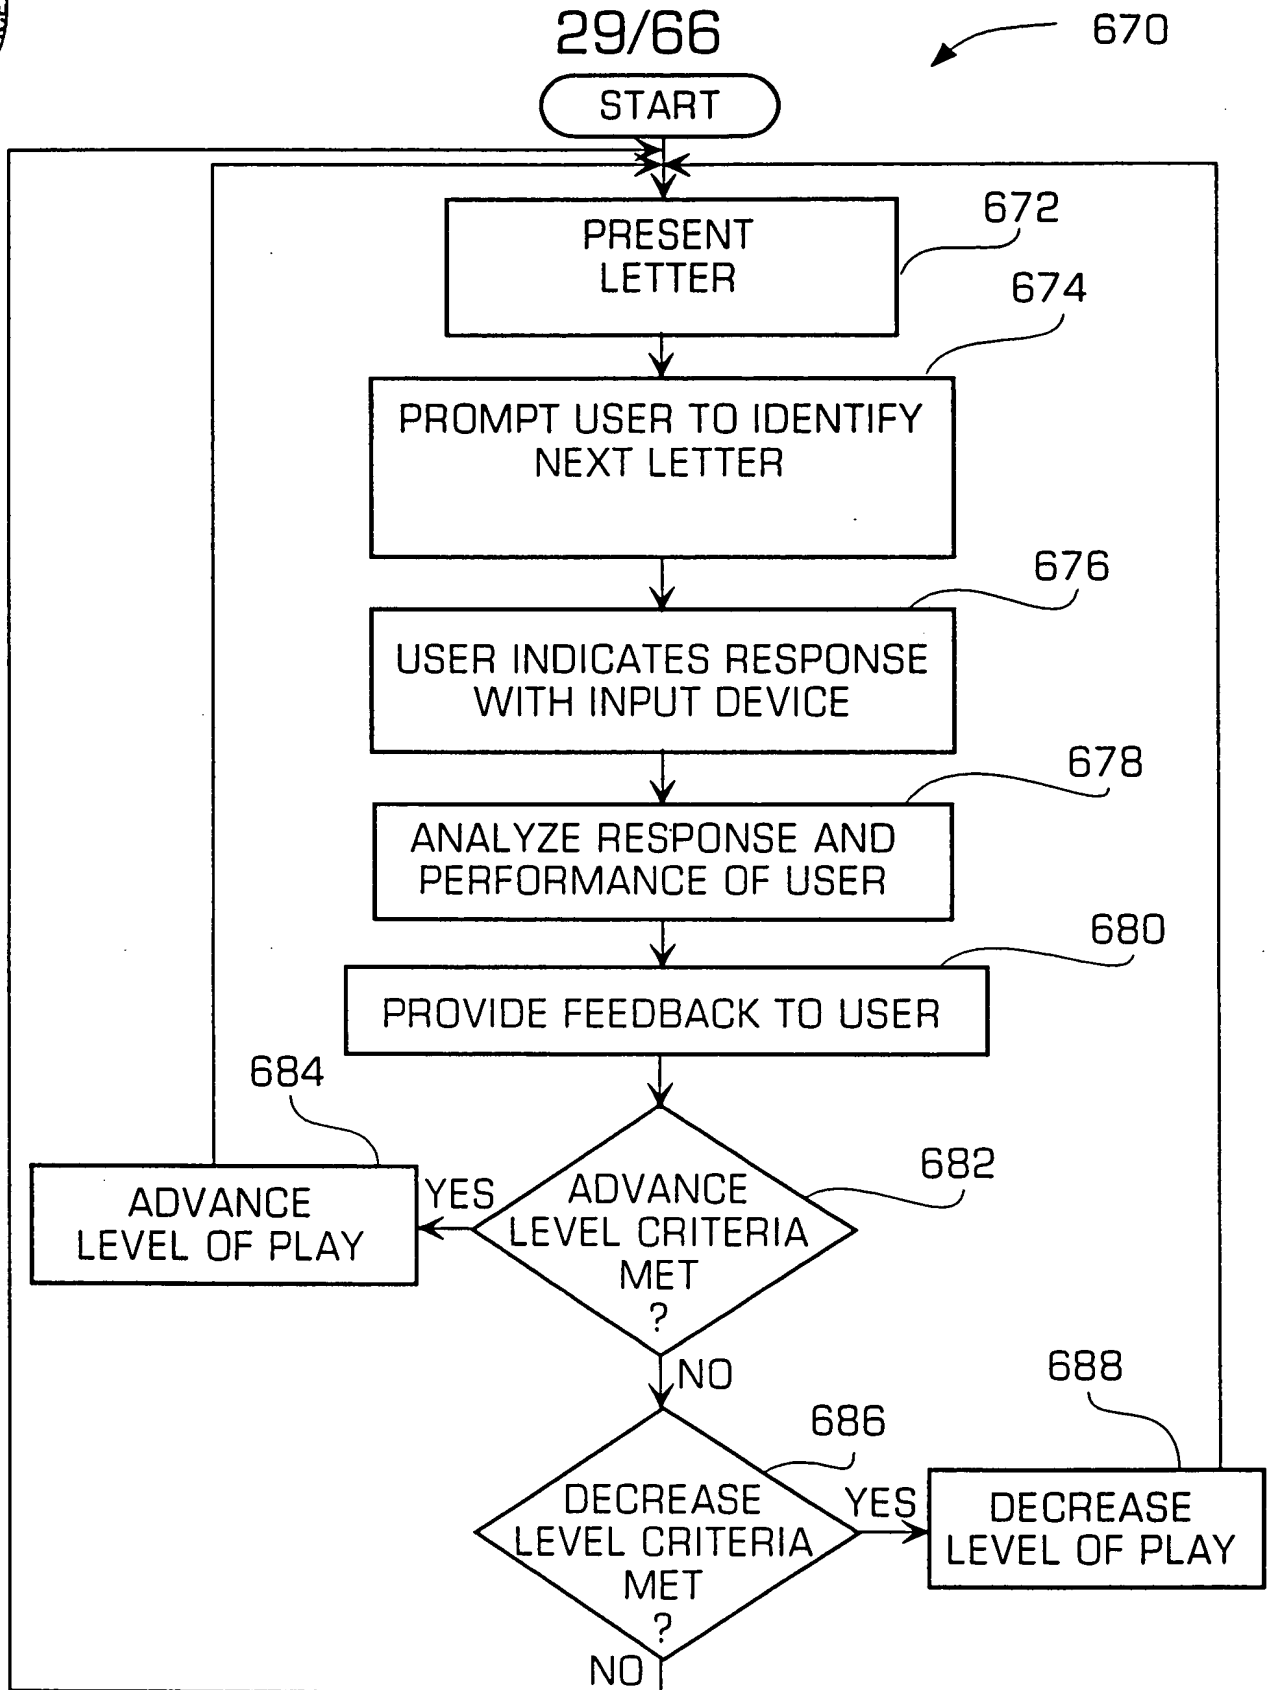 29/66
670
START
672
PRESENT
LETTER
674
PROMPT USER TO IDENTIFY
NEXT LETTER
676
USER INDICATES RESPONSE
WITH INPUT DEVICE
678
ANALYZE RESPONSE AND
PERFORMANCE OF USER
680
PROVIDE FEEDBACK TO USER
684
682
ADVANCE
LEVEL OF PLAY
YES
ADVANCE
LEVEL CRITERIA
MET
?
NO
688
686
DECREASE
LEVEL CRITERIA
MET
?
YES
DECREASE
LEVEL OF PLAY
NO